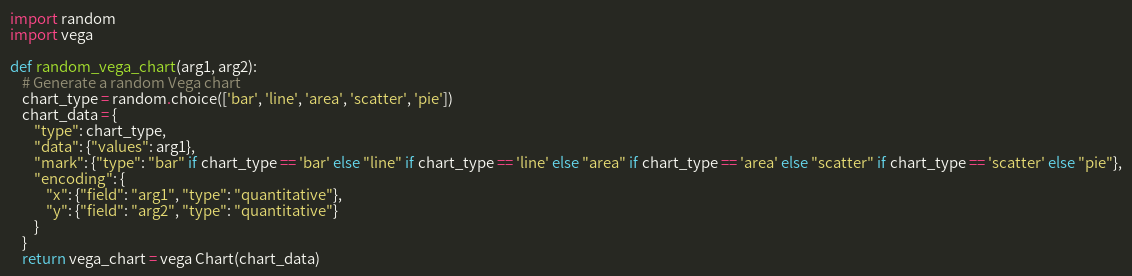 import random
import vega

def random_vega_chart(arg1, arg2):
    # Generate a random Vega chart
    chart_type = random.choice(['bar', 'line', 'area', 'scatter', 'pie'])
    chart_data = {
        "type": chart_type,
        "data": {"values": arg1},
        "mark": {"type": "bar" if chart_type == 'bar' else "line" if chart_type == 'line' else "area" if chart_type == 'area' else "scatter" if chart_type == 'scatter' else "pie"},
        "encoding": {
            "x": {"field": "arg1", "type": "quantitative"},
            "y": {"field": "arg2", "type": "quantitative"}
        }
    }
    return vega_chart = vega Chart(chart_data)